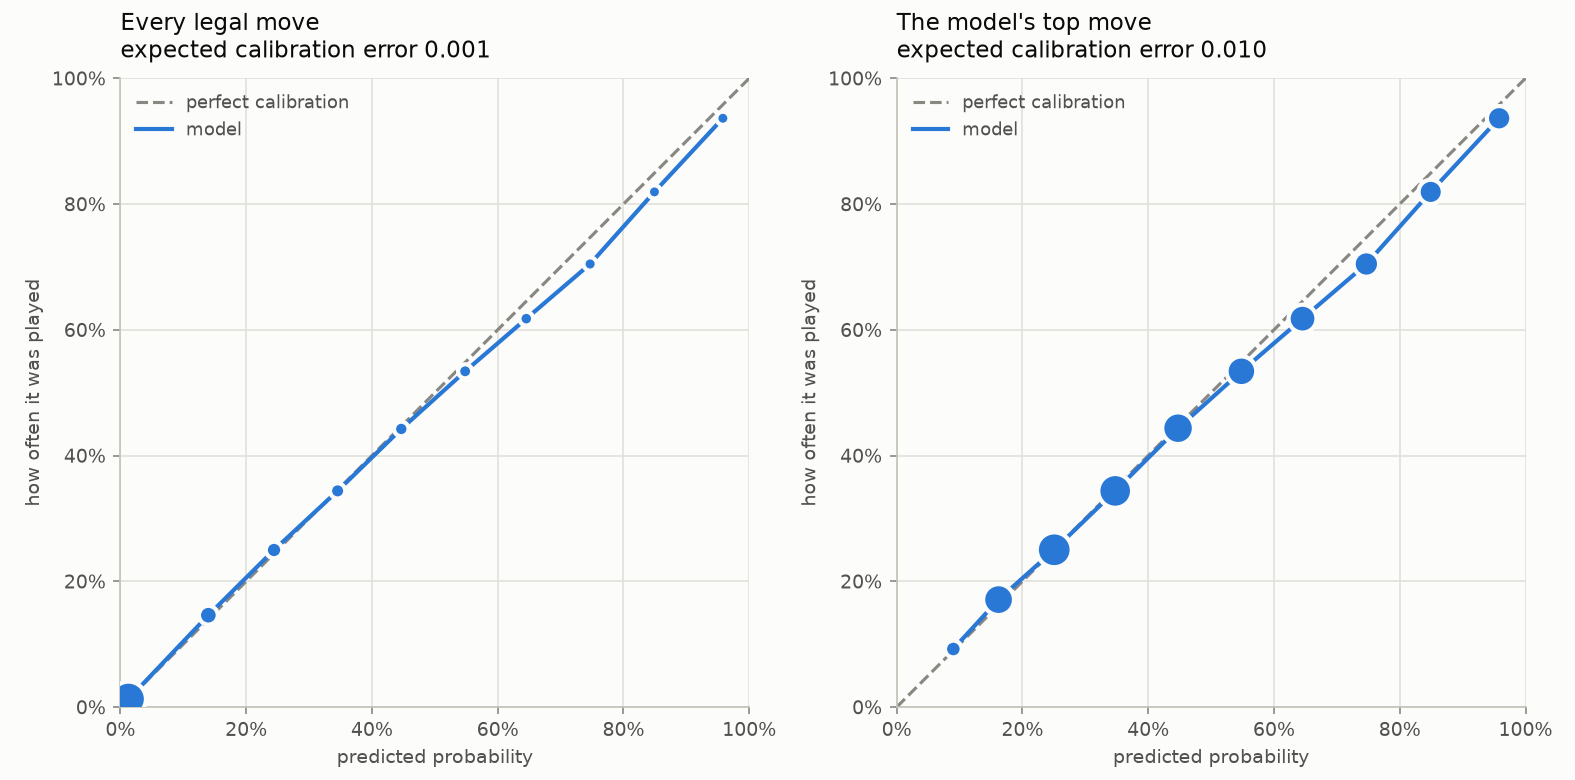 Every legal move
expected calibration error 0.001
100%
80%
60%
40%
20%
0%
how often it was played
perfect calibration
model
0%
20%
40%
60%
80%
100%
predicted probability
The model's top move
expected calibration error 0.010
100%
80%
60%
40%
20%
0%
how often it was played
perfect calibration
model
0%
20%
40%
60%
80%
100%
predicted probability